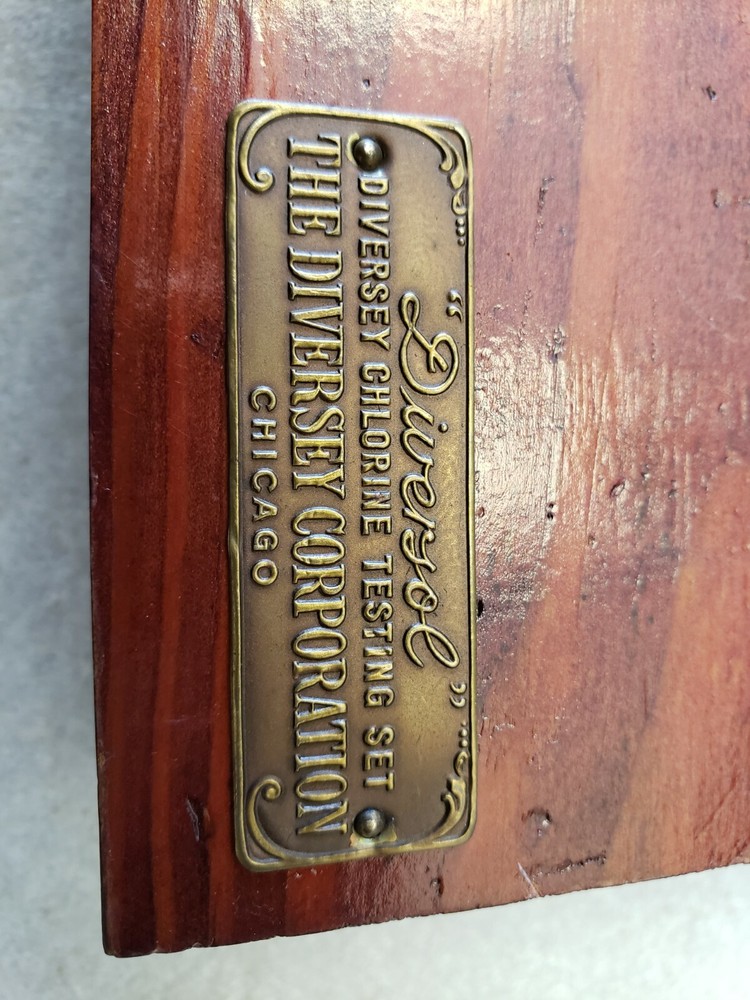 “Diversol”
DIVERSEY CHLORINE TESTING SET
THE DIVERSEY CORPORATION
CHICAGO